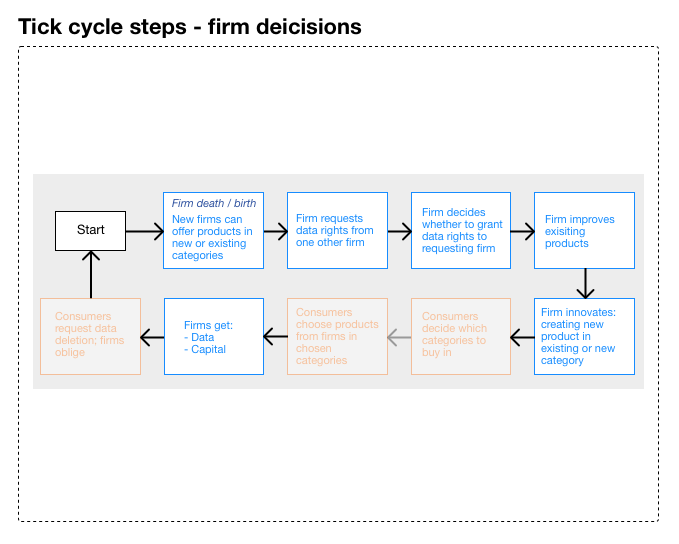 Tick cycle steps - firm deicisions
Start
Firm death / birth
New firms can
offer products in
new or existing
categories
Firm requests
data rights from
one other firm
Firm decides
whether to grant
data rights to
requesting firm
Firm improves
exisiting
products
Firm innovates:
creating new
product in
existing or new
category
Consumers
decide which
categories to
buy in
Consumers
choose products
from firms in
chosen
categories
Firms get:
- Data
- Capital
Consumers
request data
deletion; firms
oblige